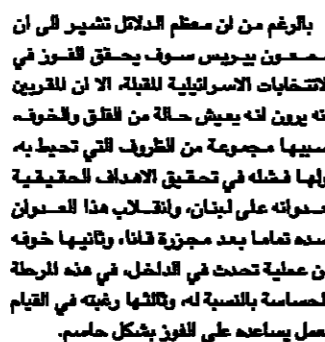 بالرغم من ان معظم الدلائل تشير الى ان
شمعون بيريس سوف يحقق الفوز في
الانتخابات الاسرائيلية المقبلة، الا ان المقربين
منه يرون انه يعيش حالة من القلق والخوف،
سببها مجموعة من الظروف التي تحيط به،
اولها فشله في تحقيق الاهداف الحقيقية
لعدوانه على لبنان، وانقلاب هذا العدوان
ضده تماما بعد مجزرة قانا، وثانيها خوفه
من عملية تحدث في الداخل، في هذه المرحلة
الحساسة بالنسبة له، وثالثها رغبته في القيام
بعمل يساعده على الفوز بشكل حاسم.